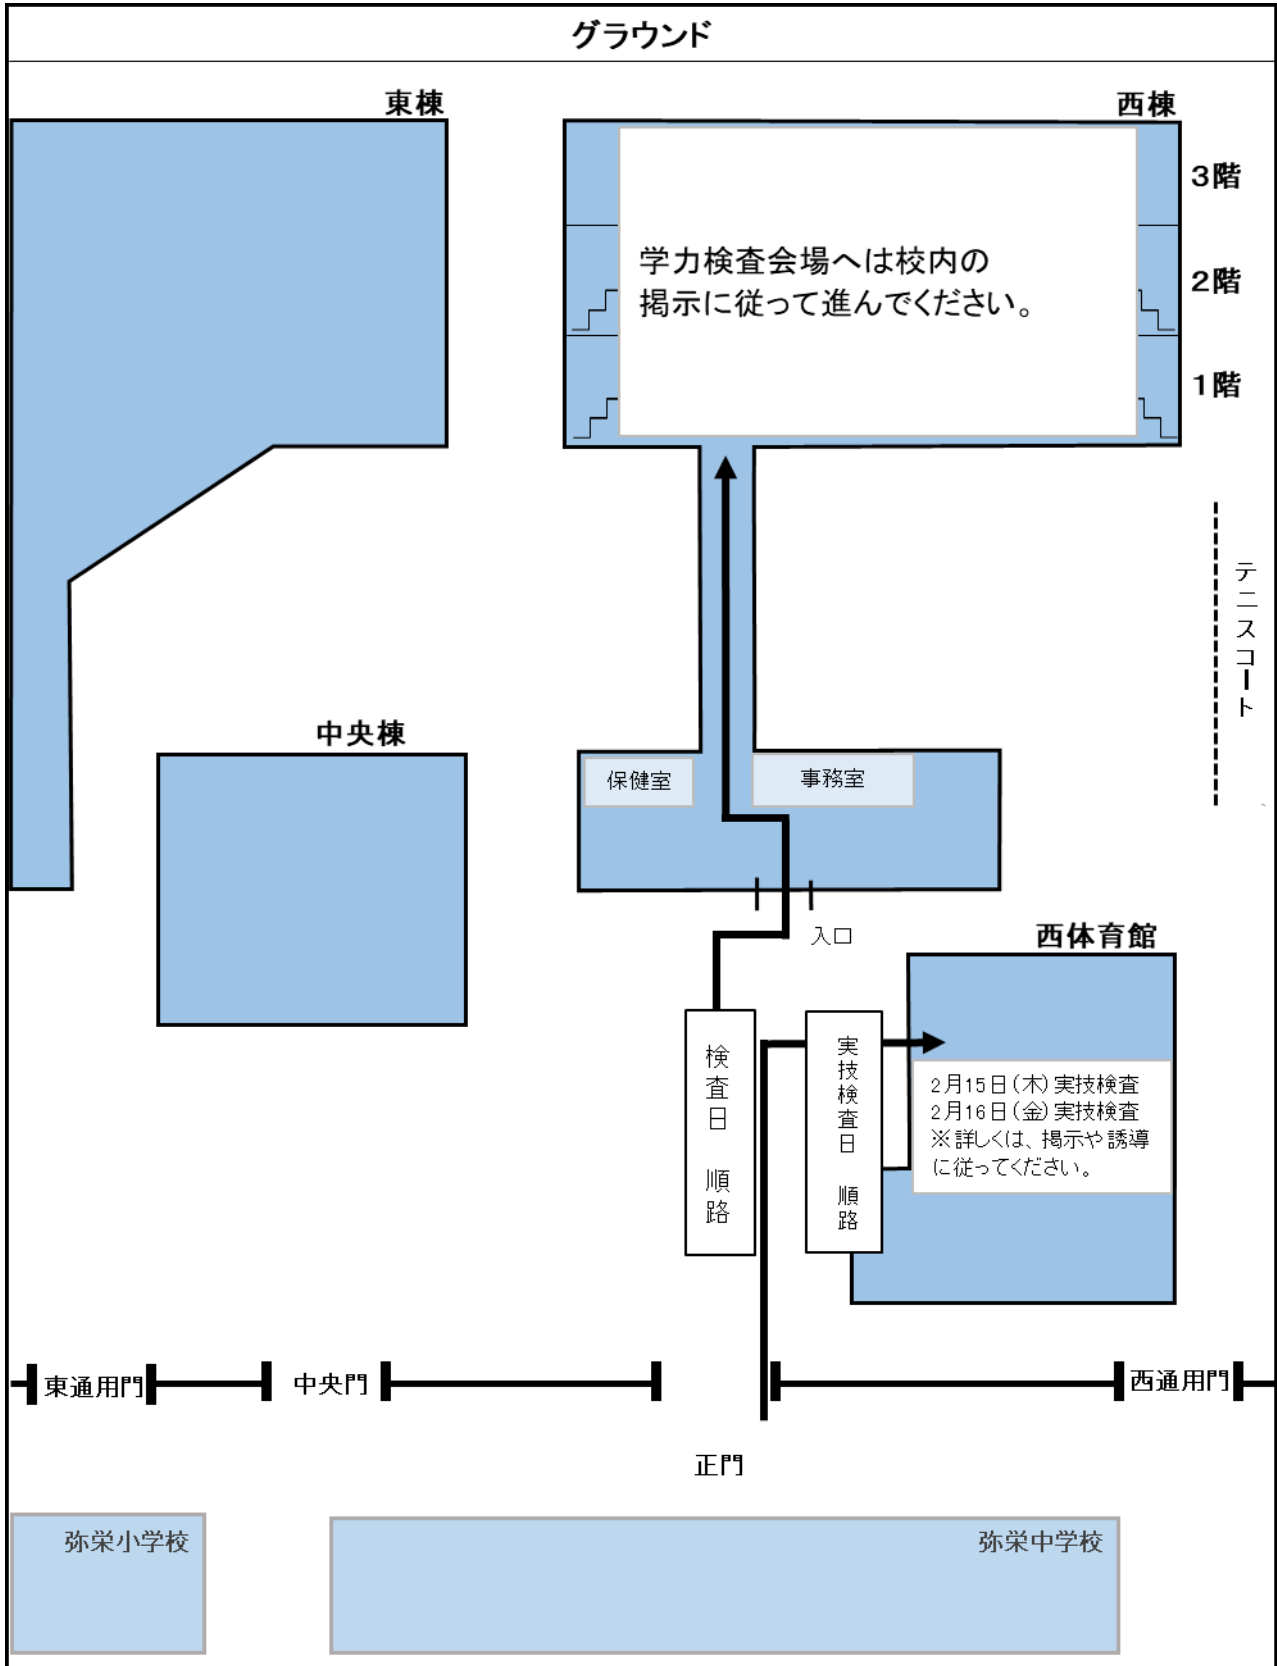 グラウンド
東棟
西棟
3階
学力検査会場へは校内の
掲示に従って進んでください。
2階
1階
テニスコート
中央棟
保健室
事務室
入口
西体育館
検査日 順路
実技検査日 順路
2月15日(木)実技検査
2月16日(金)実技検査
※詳しくは、掲示や誘導
に従ってください。
東通用門
中央門
西通用門
正門
弥栄小学校
弥栄中学校